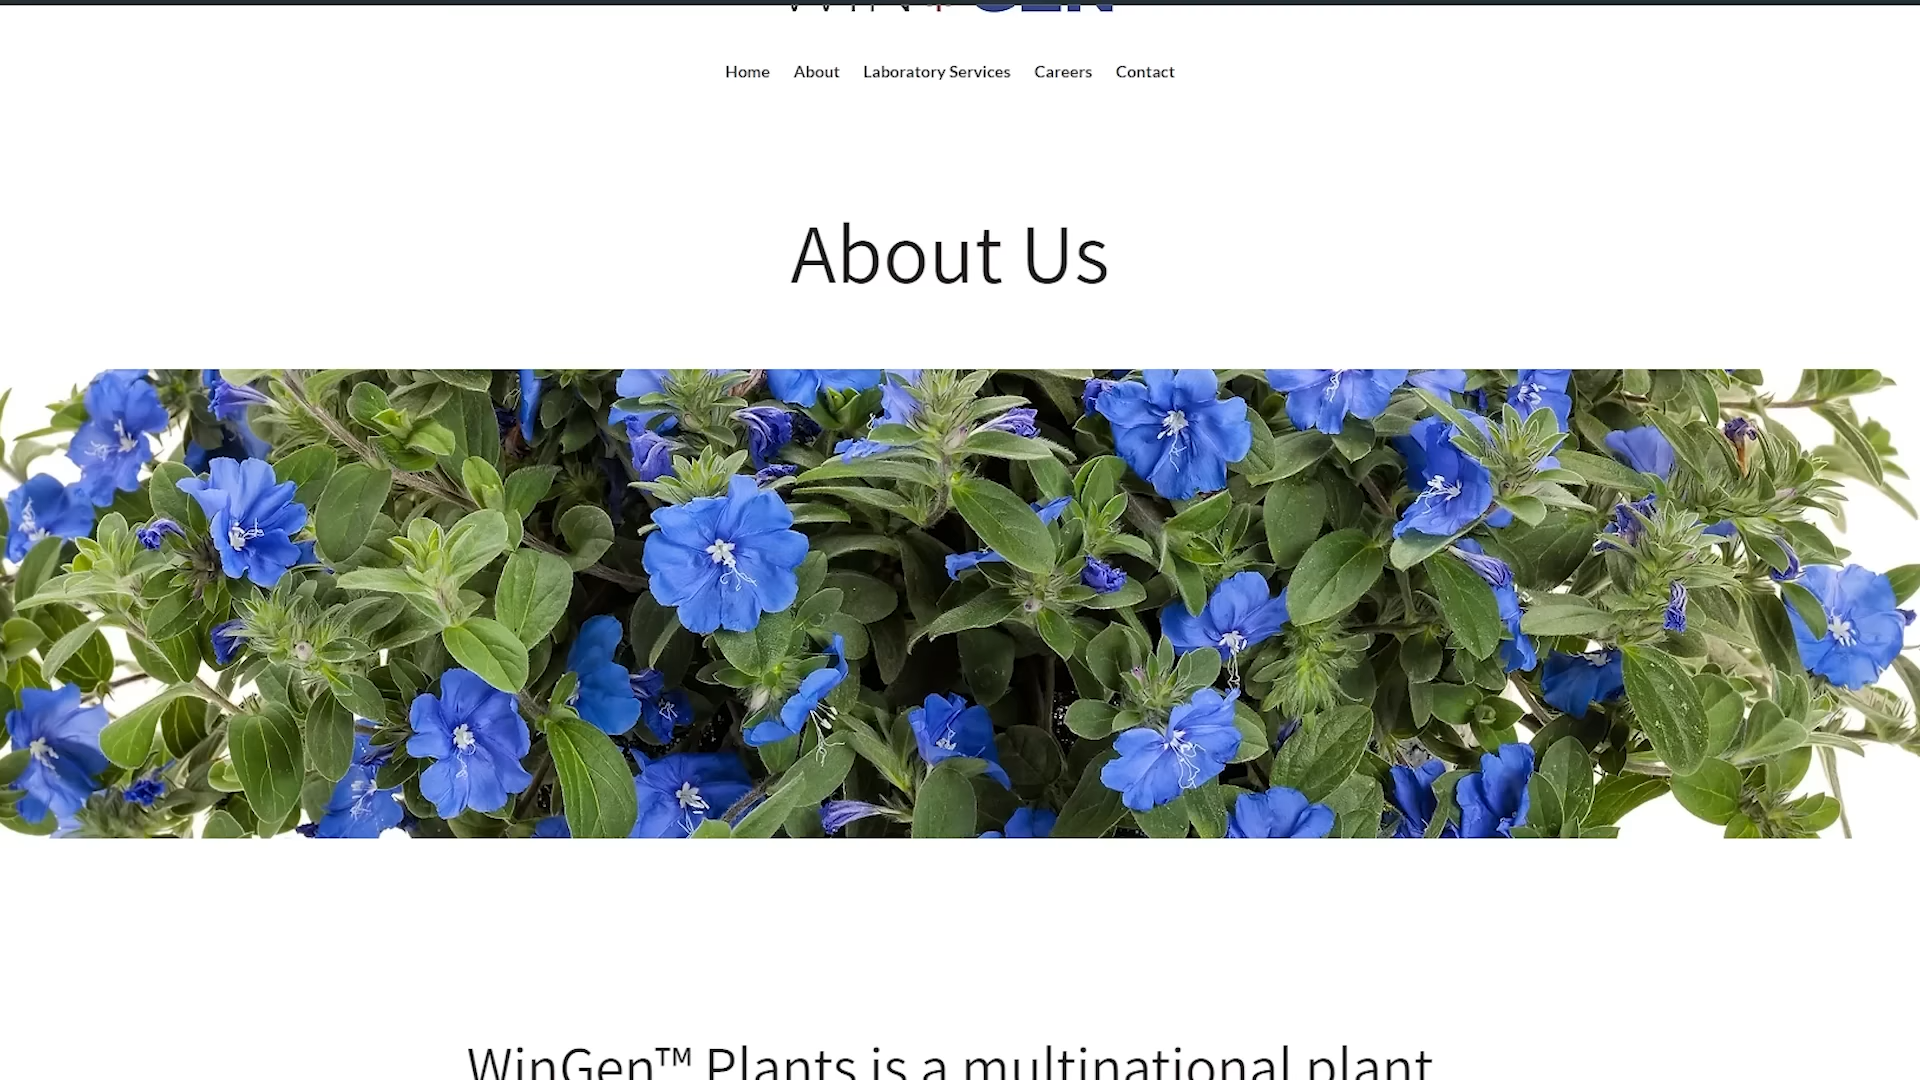 Home About Laboratory Services Careers Contact
About Us
WinGen™ Plants is a multinational plant